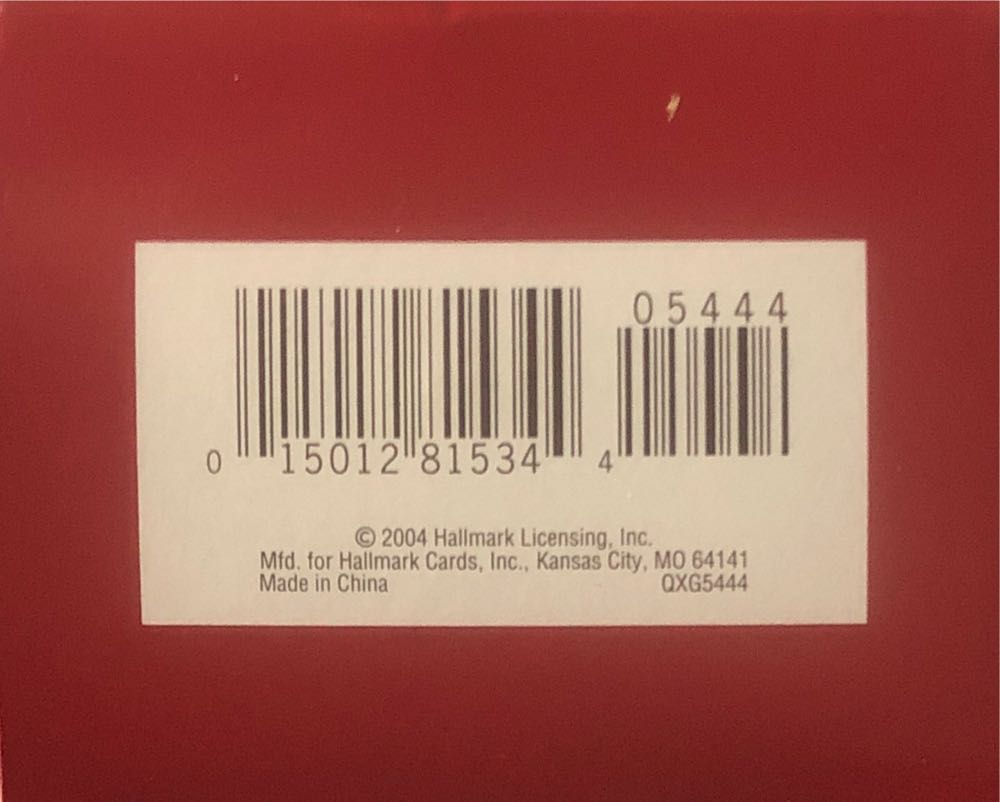 05444
0 15012 81534 4
© 2004 Hallmark Licensing, Inc.
Mfd. for Hallmark Cards, Inc., Kansas City, MO 64141
Made in China QXG5444